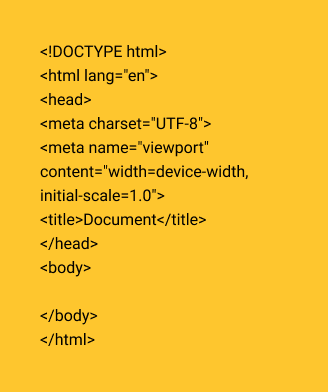 <!DOCTYPE html>
<html lang="en">
<head>
<meta charset="UTF-8">
<meta name="viewport"
content="width=device-width,
initial-scale=1.0">
<title>Document</title>
</head>
<body>

</body>
</html>